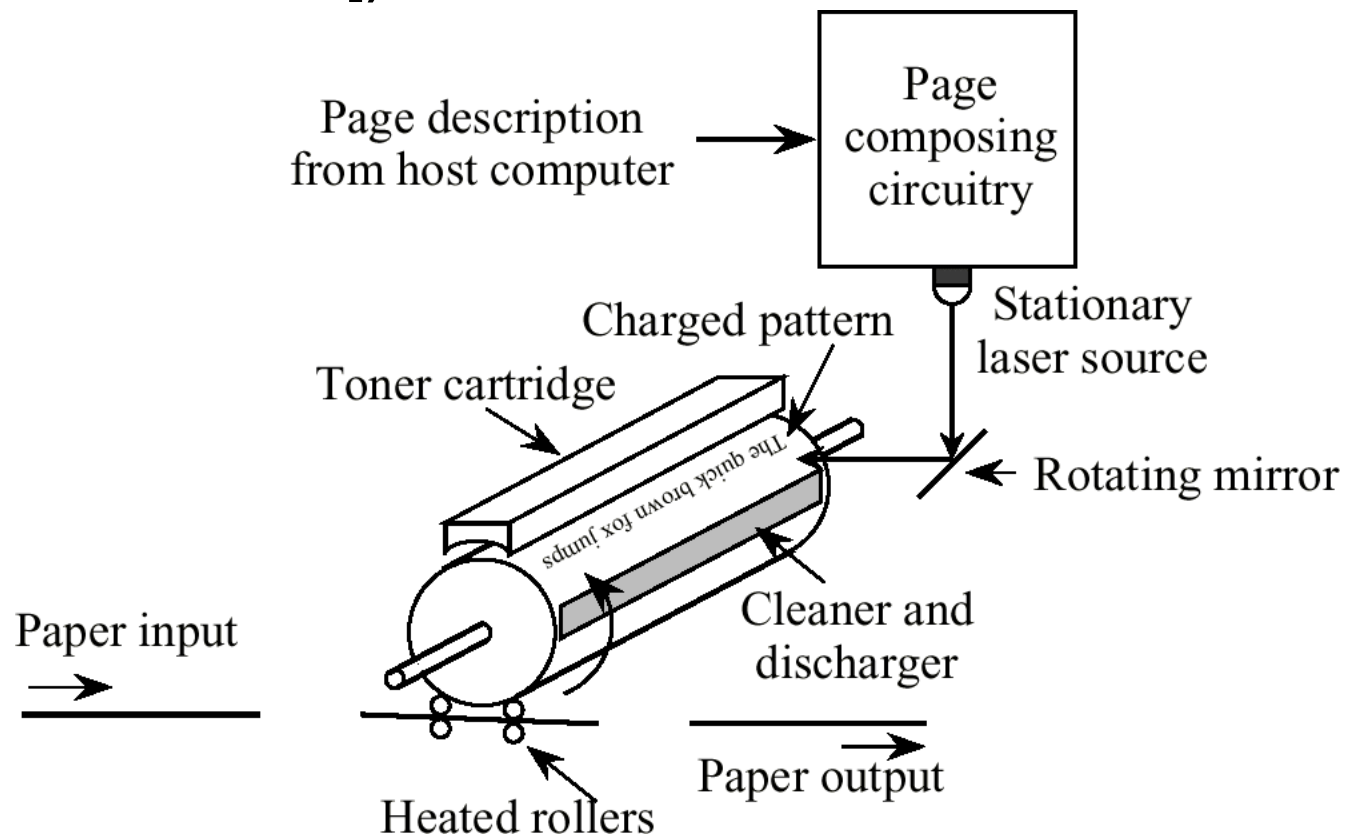 Page description
from host computer
Page
composing
circuitry
Stationary
laser source
Charged pattern
Toner cartridge
Rotating mirror
The quick brown fox jumps
Cleaner and
discharger
Paper input
Paper output
Heated rollers